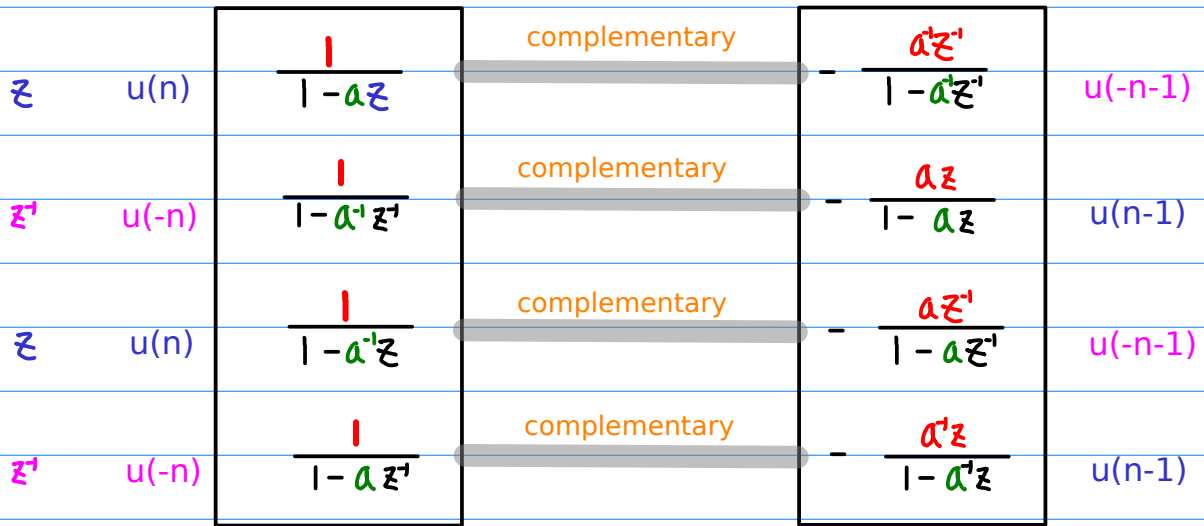 complementary
z u(n) 1 / (1 - az) - a⁻¹z⁻¹ / (1 - a⁻¹z⁻¹) u(-n-1)
complementary
z⁻¹ u(-n) 1 / (1 - a⁻¹z⁻¹) - az / (1 - az) u(n-1)
complementary
z u(n) 1 / (1 - a⁻¹z) - az⁻¹ / (1 - az⁻¹) u(-n-1)
complementary
z⁻¹ u(-n) 1 / (1 - az⁻¹) - a⁻¹z / (1 - a⁻¹z) u(n-1)